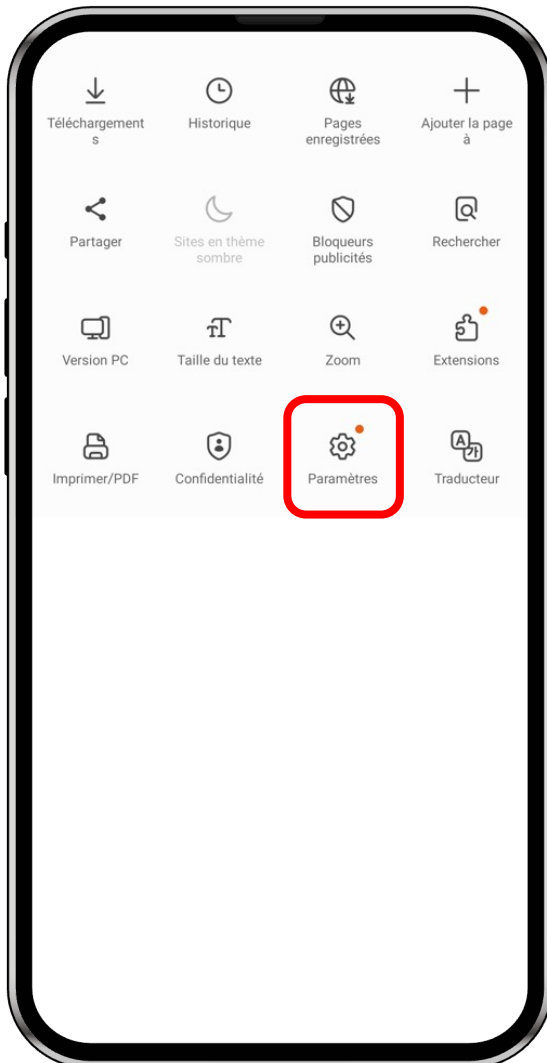 Téléchargement
s
Historique
Pages
enregistrées
Ajouter la page
à
Partager
Sites en thème
sombre
Bloqueurs
publicités
Rechercher
Version PC
Taille du texte
Zoom
Extensions
Imprimer/PDF
Confidentialité
Paramètres
A
가
Traducteur